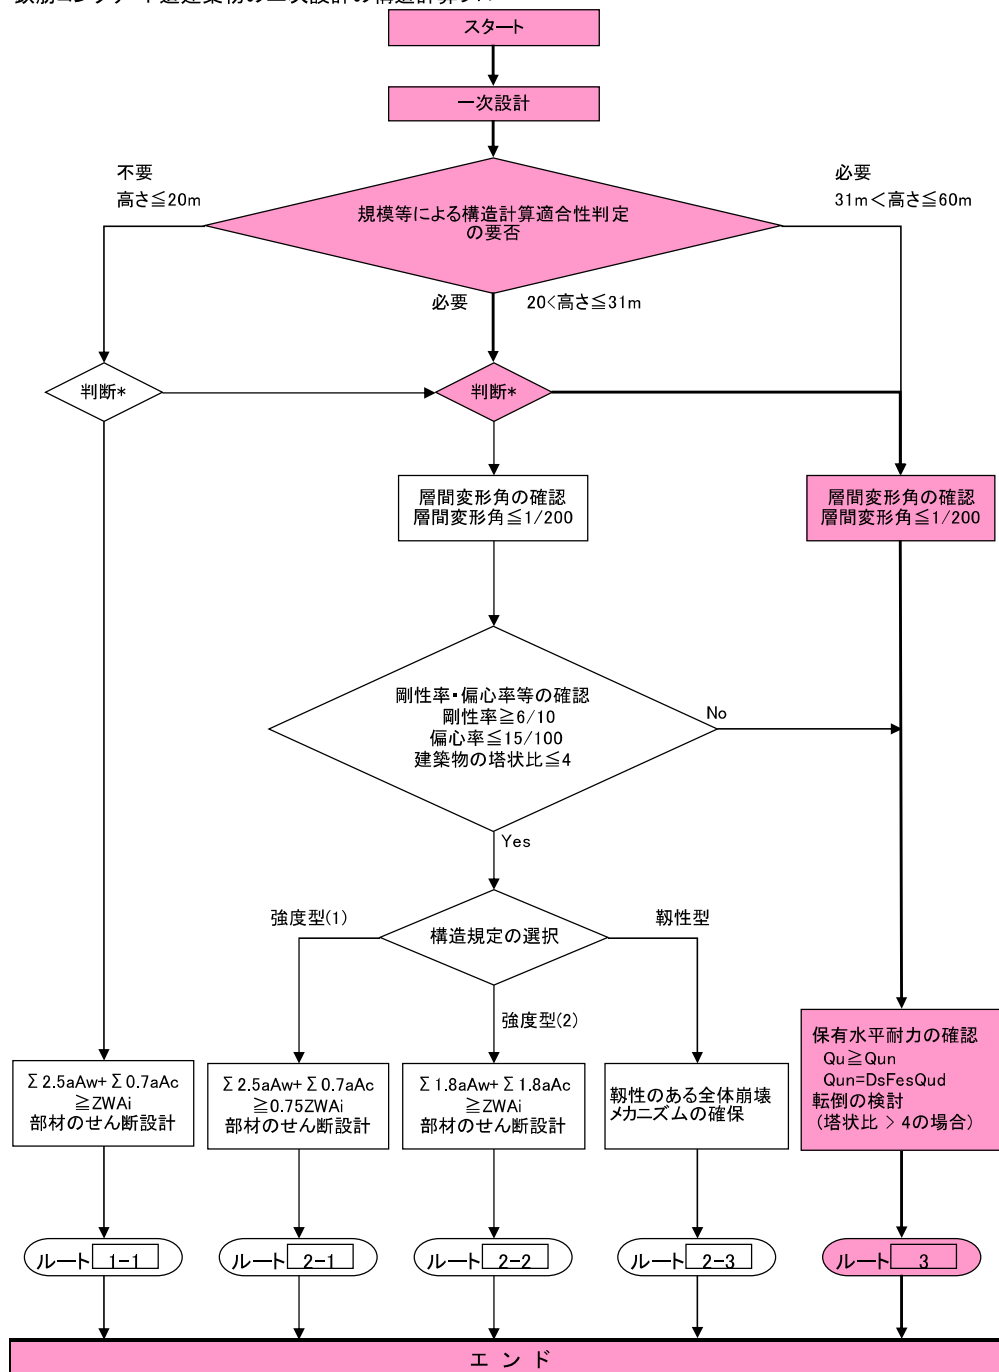 スタート
一次設計
不要
高さ≦20m
必要
31m＜高さ≦60m
規模等による構造計算適合性判定
の要否
必要
20<高さ≦31m
判断*
判断*
層間変形角の確認
層間変形角≦1/200
層間変形角の確認
層間変形角≦1/200
剛性率・偏心率等の確認
剛性率≧6/10
偏心率≦15/100
建築物の塔状比≦4
No
Yes
強度型(1)
構造規定の選択
靱性型
強度型(2)
Σ2.5aAw+Σ0.7aAc
≧ZWAi
部材のせん断設計
Σ2.5aAw+Σ0.7aAc
≧0.75ZWAi
部材のせん断設計
Σ1.8aAw+Σ1.8aAc
≧ZWAi
部材のせん断設計
靱性のある全体崩壊
メカニズムの確保
保有水平耐力の確認
Qu≧Qun
Qun=DsFesQud
転倒の検討
(塔状比 > 4の場合)
ルート 1-1
ルート 2-1
ルート 2-2
ルート 2-3
ルート 3
エ ン ド